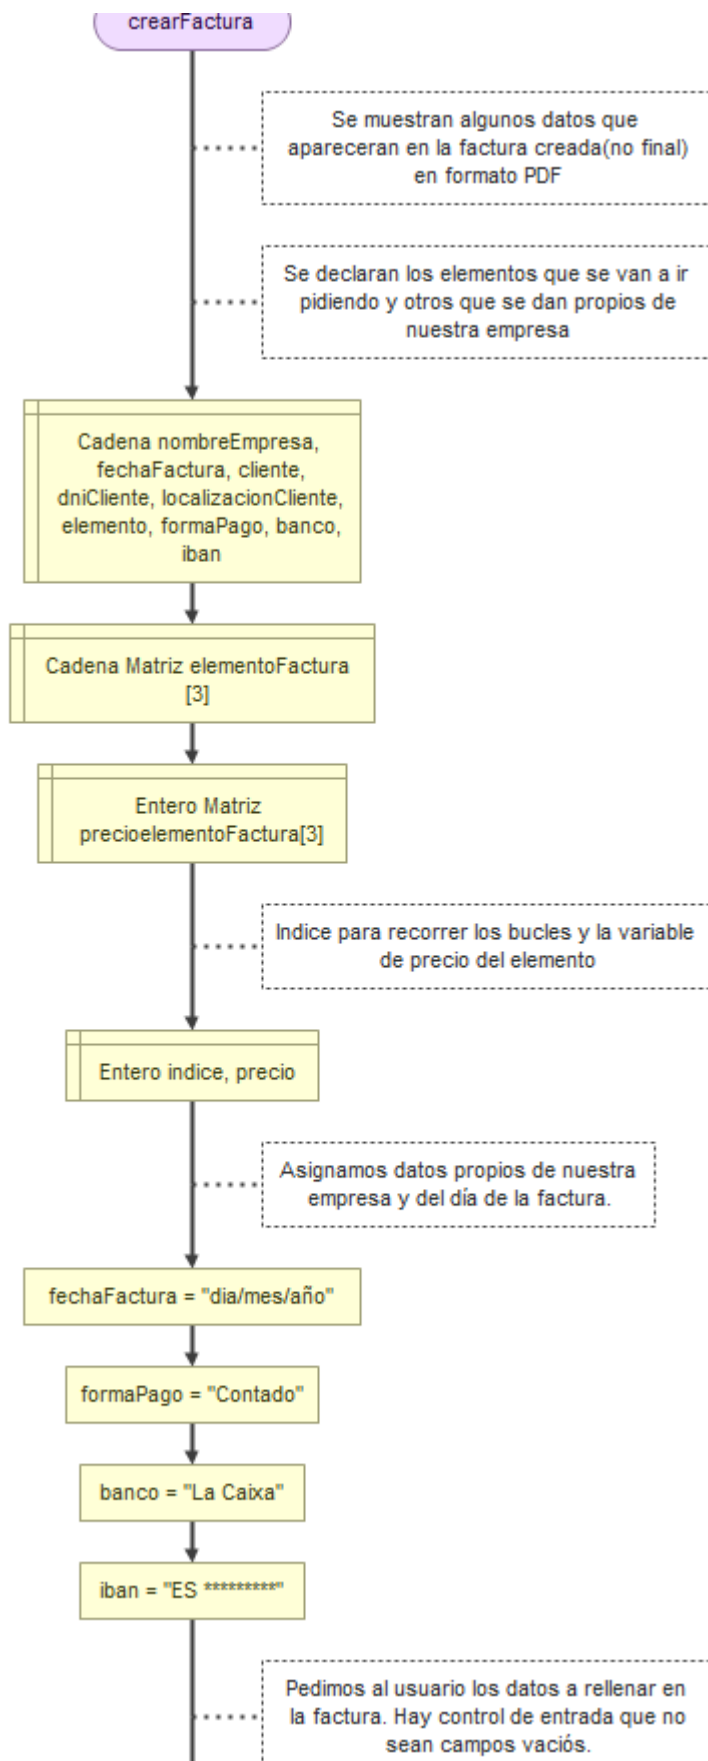 crearFactura
Se muestran algunos datos que
apareceran en la factura creada(no final)
en formato PDF
Se declaran los elementos que se van a ir
pidiendo y otros que se dan propios de
nuestra empresa
Cadena nombreEmpresa,
fechaFactura, cliente,
dniCliente, localizacionCliente,
elemento, formaPago, banco,
iban
Cadena Matriz elementoFactura
[3]
Entero Matriz
precioelementoFactura[3]
Indice para recorrer los bucles y la variable
de precio del elemento
Entero indice, precio
Asignamos datos propios de nuestra
empresa y del día de la factura.
fechaFactura = "dia/mes/año"
formaPago = "Contado"
banco = "La Caixa"
iban = "ES *********"
Pedimos al usuario los datos a rellenar en
la factura. Hay control de entrada que no
sean campos vaciós.